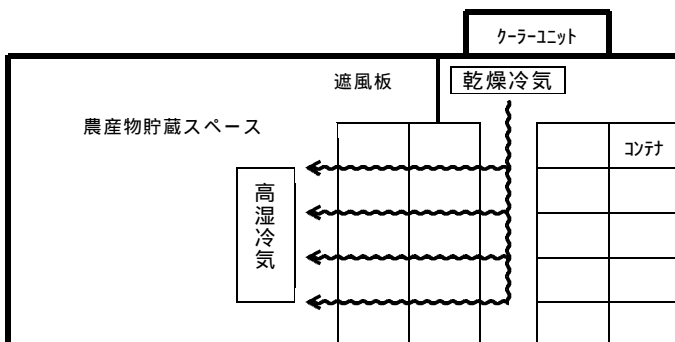 クーラーユニット
遮風板
乾燥冷気
農産物貯蔵スペース
コンテナ
高湿冷気